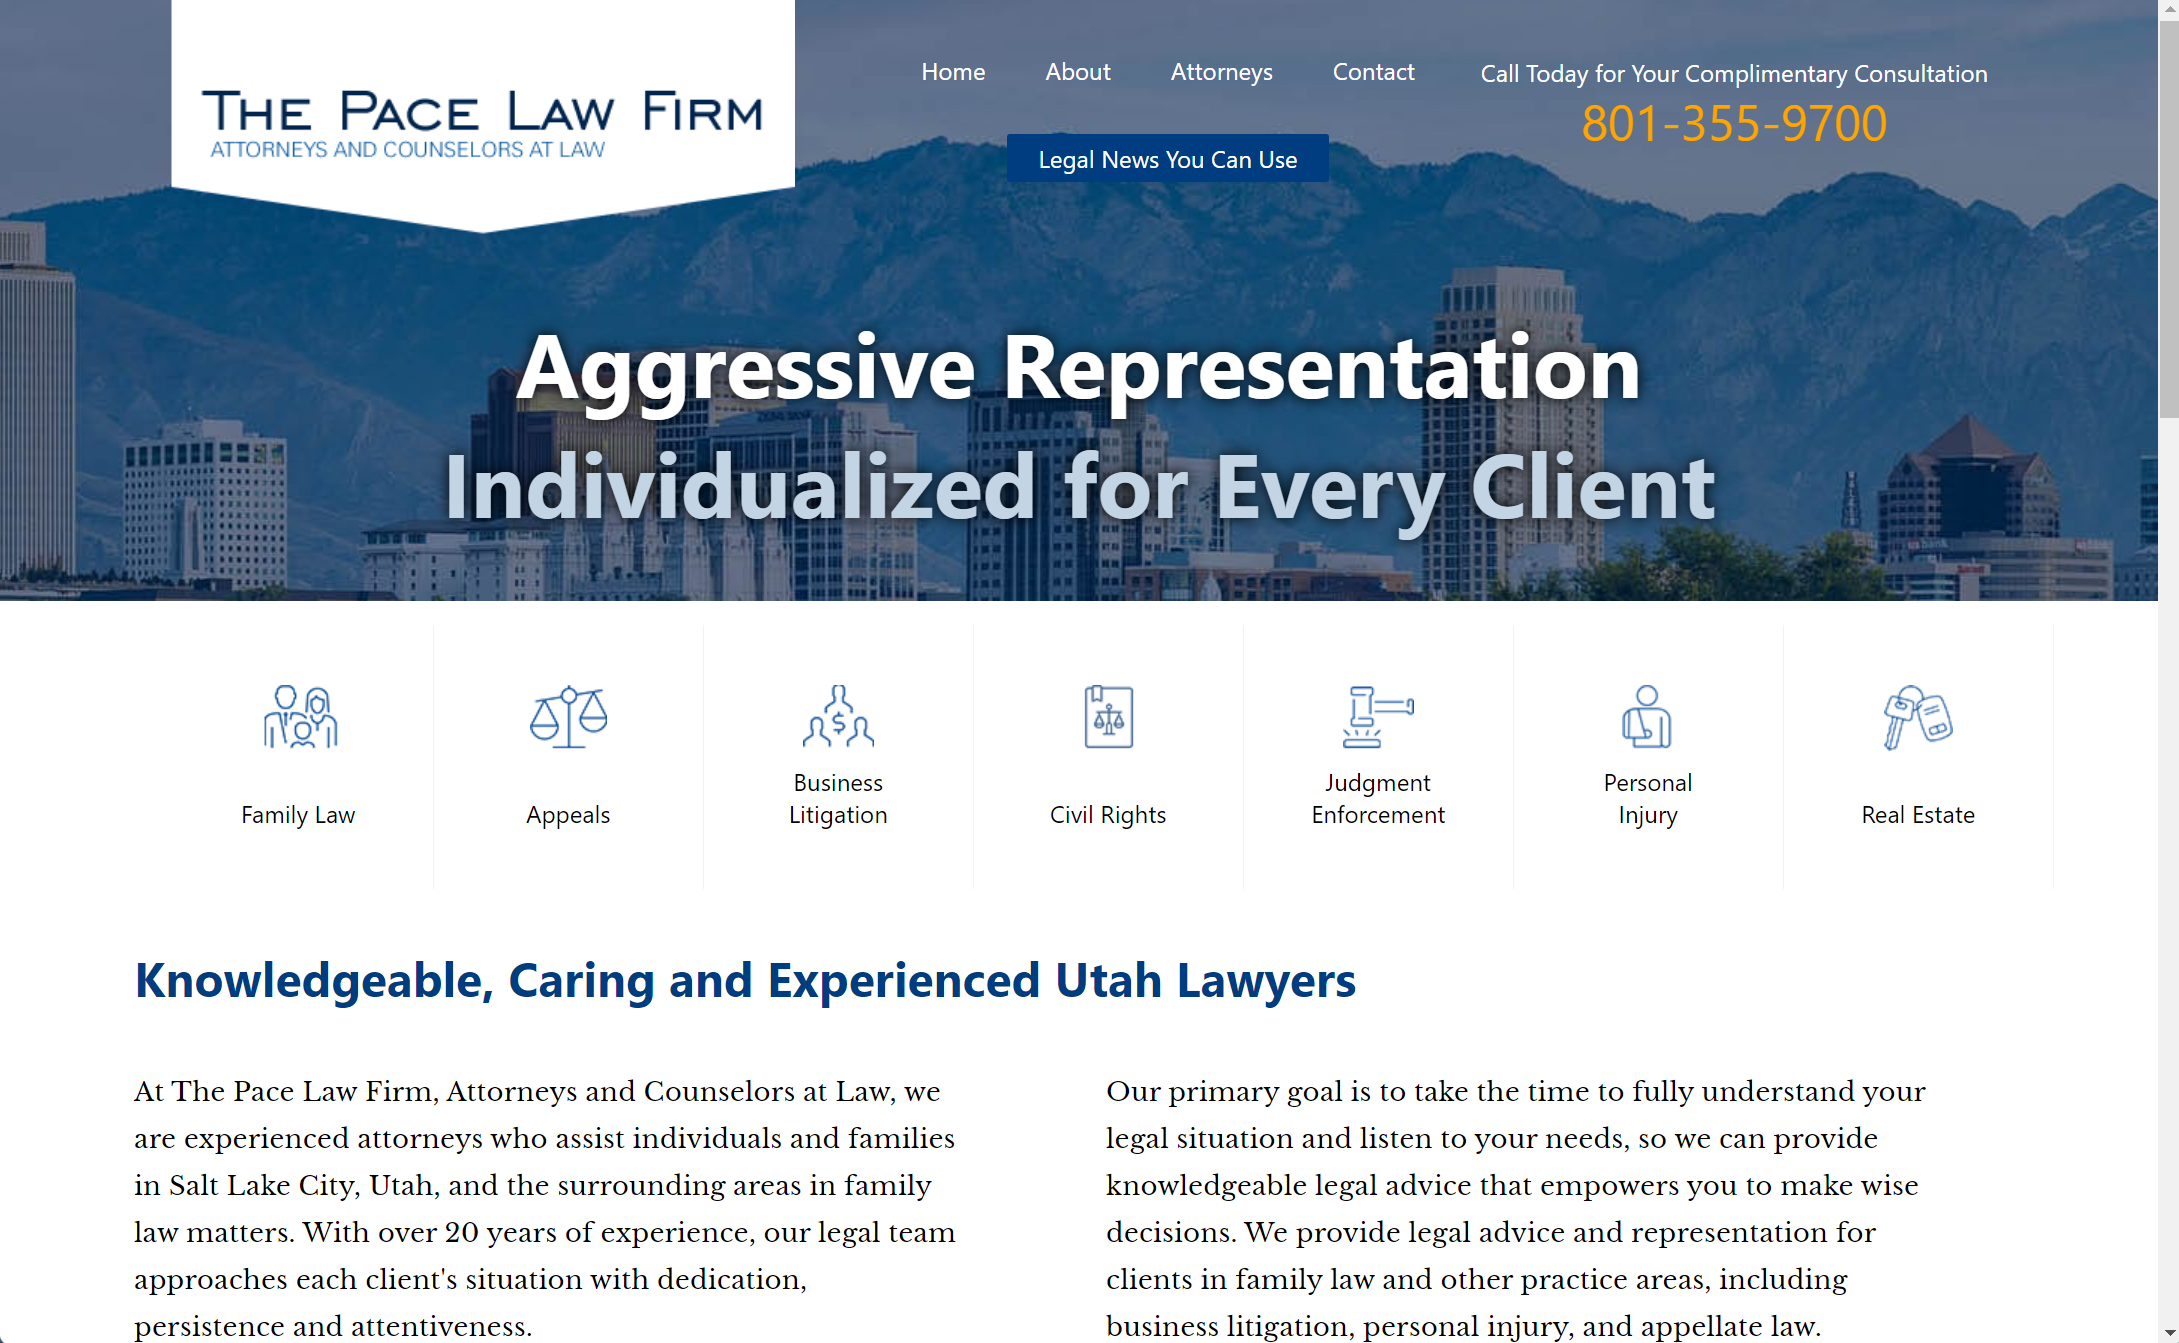 THE PACE LAW FIRM
ATTORNEYS AND COUNSELORS AT LAW
Home
About
Attorneys
Contact
Call Today for Your Complimentary Consultation
801-355-9700
Legal News You Can Use
Aggressive Representation
Individualized for Every Client
Family Law
Appeals
Business
Litigation
Civil Rights
Judgment
Enforcement
Personal
Injury
Real Estate
Knowledgeable, Caring and Experienced Utah Lawyers
At The Pace Law Firm, Attorneys and Counselors at Law, we
are experienced attorneys who assist individuals and families
in Salt Lake City, Utah, and the surrounding areas in family
law matters. With over 20 years of experience, our legal team
approaches each client's situation with dedication,
persistence and attentiveness.
Our primary goal is to take the time to fully understand your
legal situation and listen to your needs, so we can provide
knowledgeable legal advice that empowers you to make wise
decisions. We provide legal advice and representation for
clients in family law and other practice areas, including
business litigation, personal injury, and appellate law.